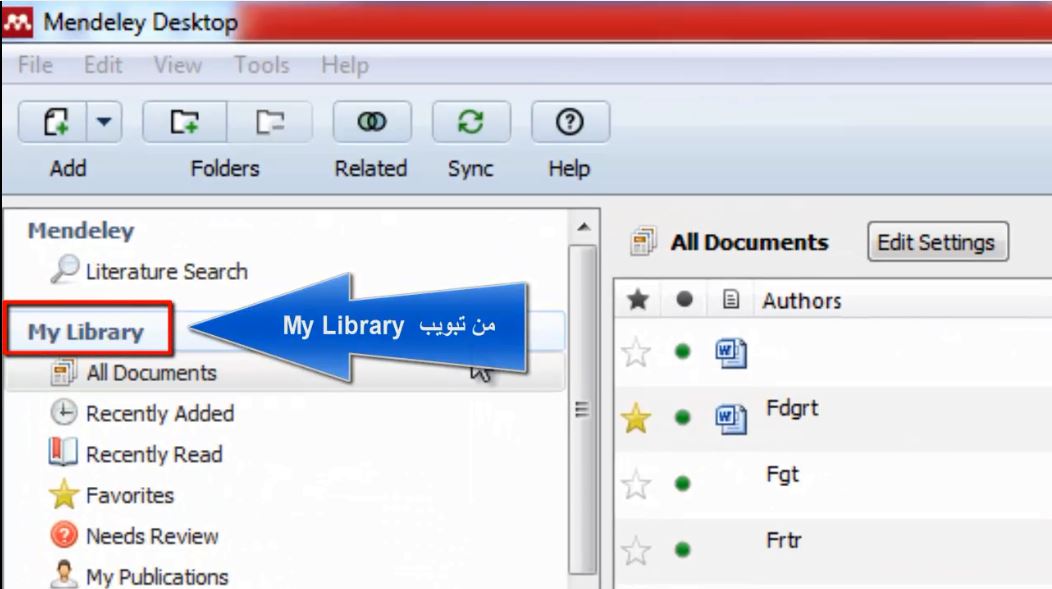 Mendeley Desktop
File Edit View Tools Help
Add Folders Related Sync Help
Mendeley
Literature Search
My Library
من تبويب My Library
All Documents
Recently Added
Recently Read
Favorites
Needs Review
My Publications
All Documents Edit Settings
Authors
Fdgrt
Fgt
Frtr